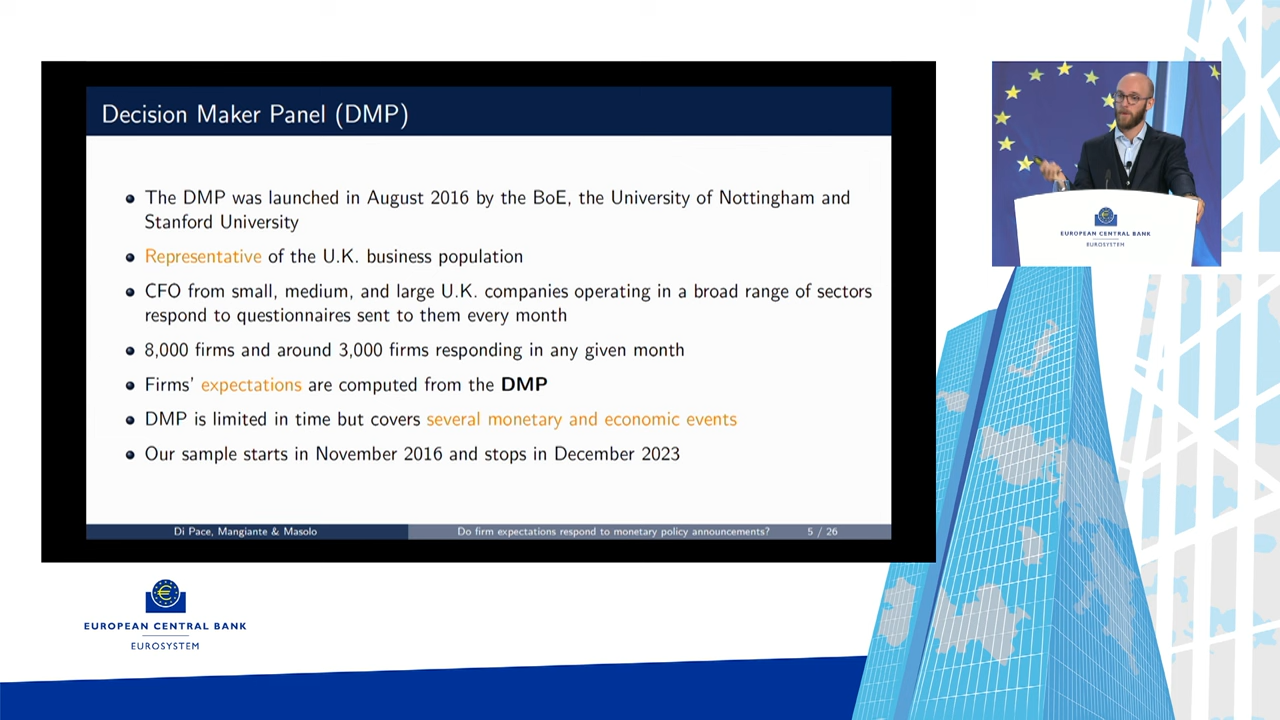 Decision Maker Panel (DMP)
The DMP was launched in August 2016 by the BoE, the University of Nottingham and
Stanford University
Representative of the U.K. business population
CFO from small, medium, and large U.K. companies operating in a broad range of sectors
respond to questionnaires sent to them every month
8,000 firms and around 3,000 firms responding in any given month
Firms' expectations are computed from the DMP
DMP is limited in time but covers several monetary and economic events
Our sample starts in November 2016 and stops in December 2023
Di Pace, Mangiante & Masolo
Do firm expectations respond to monetary policy announcements?
5 / 26
EUROPEAN CENTRAL BANK
EUROSYSTEM
EUROPEAN CENTRAL BANK
EUROSYSTEM